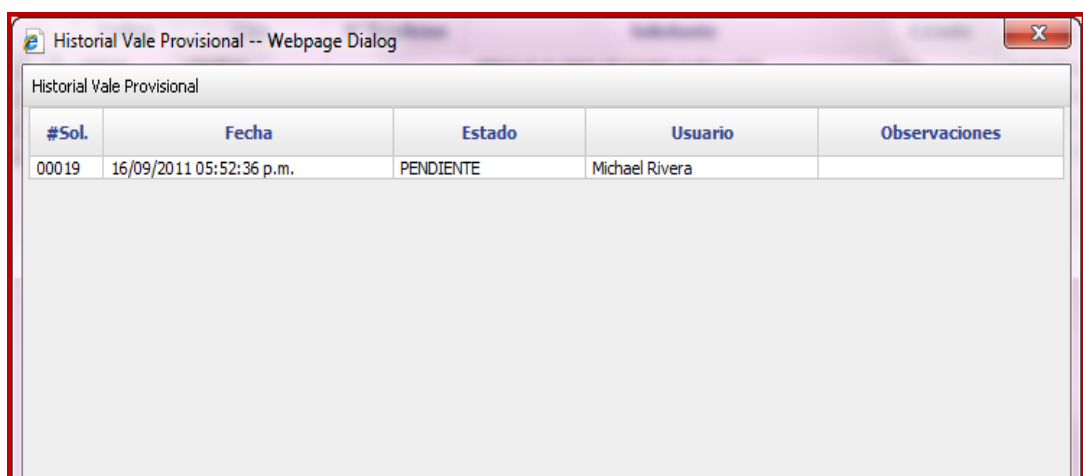 Historial Vale Provisional -- Webpage Dialog
Historial Vale Provisional
#Sol. Fecha Estado Usuario Observaciones
00019 16/09/2011 05:52:36 p.m. PENDIENTE Michael Rivera